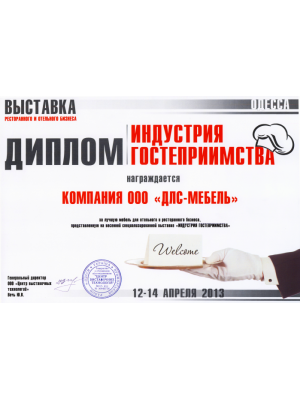 ВЫСТАВКА
РЕСТОРАННОГО И ОТЕЛЬНОГО БИЗНЕСА
ОДЕССА
ДИПЛОМ
ИНДУСТРИЯ
ГОСТЕПРИИМСТВА
награждается
КОМПАНИЯ ООО «ДЛС-МЕБЕЛЬ»
за лучшую мебель для отельного и ресторанного бизнеса,
представленную на весенней специализированной выставке «ИНДУСТРИЯ ГОСТЕПРИИМСТВА»
Welcome
Генеральный директор
ООО «Центр выставочных
технологий»
12-14 АПРЕЛЯ 2013